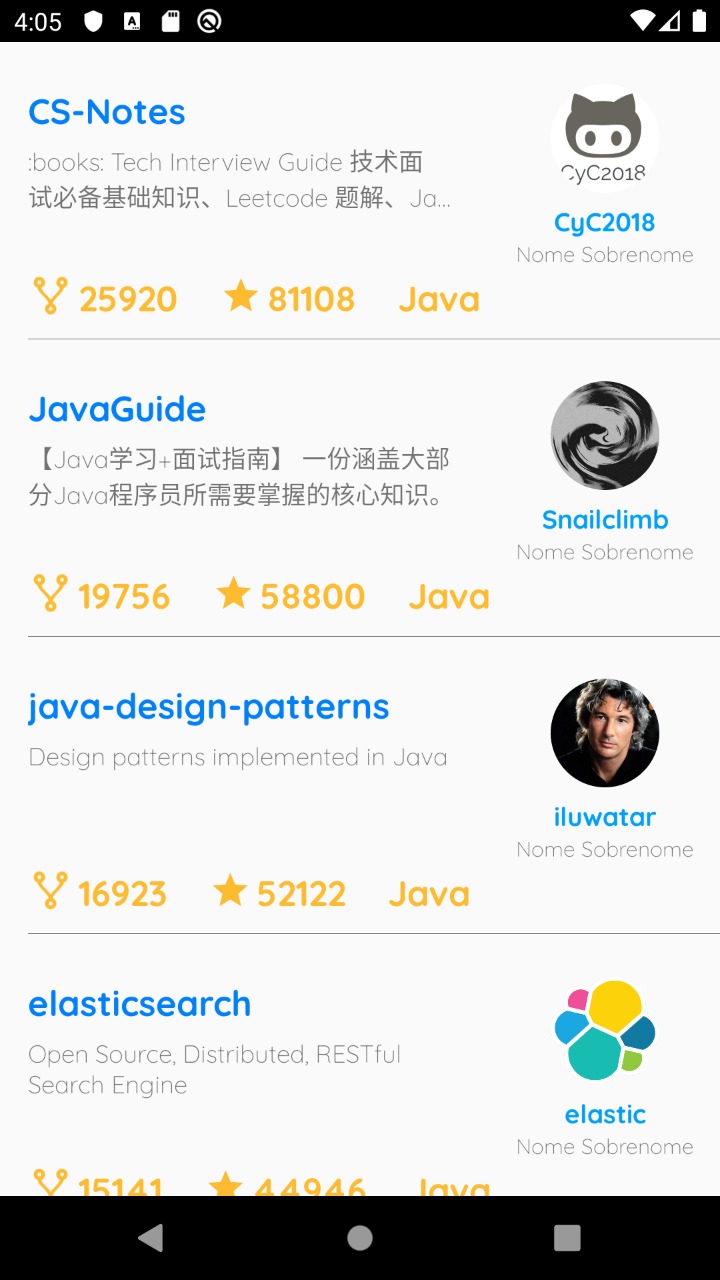 4:05
CS-Notes
:books: Tech Interview Guide 技术面
试必备基础知识、Leetcode 题解、Ja...
CyC2018
CyC2018
Nome Sobrenome
25920 81108 Java
JavaGuide
【Java学习+面试指南】 一份涵盖大部
分Java程序员所需要掌握的核心知识。
Snailclimb
Nome Sobrenome
19756 58800 Java
java-design-patterns
Design patterns implemented in Java
iluwatar
Nome Sobrenome
16923 52122 Java
elasticsearch
Open Source, Distributed, RESTful
Search Engine
elastic
Nome Sobrenome
15141 44946 Java